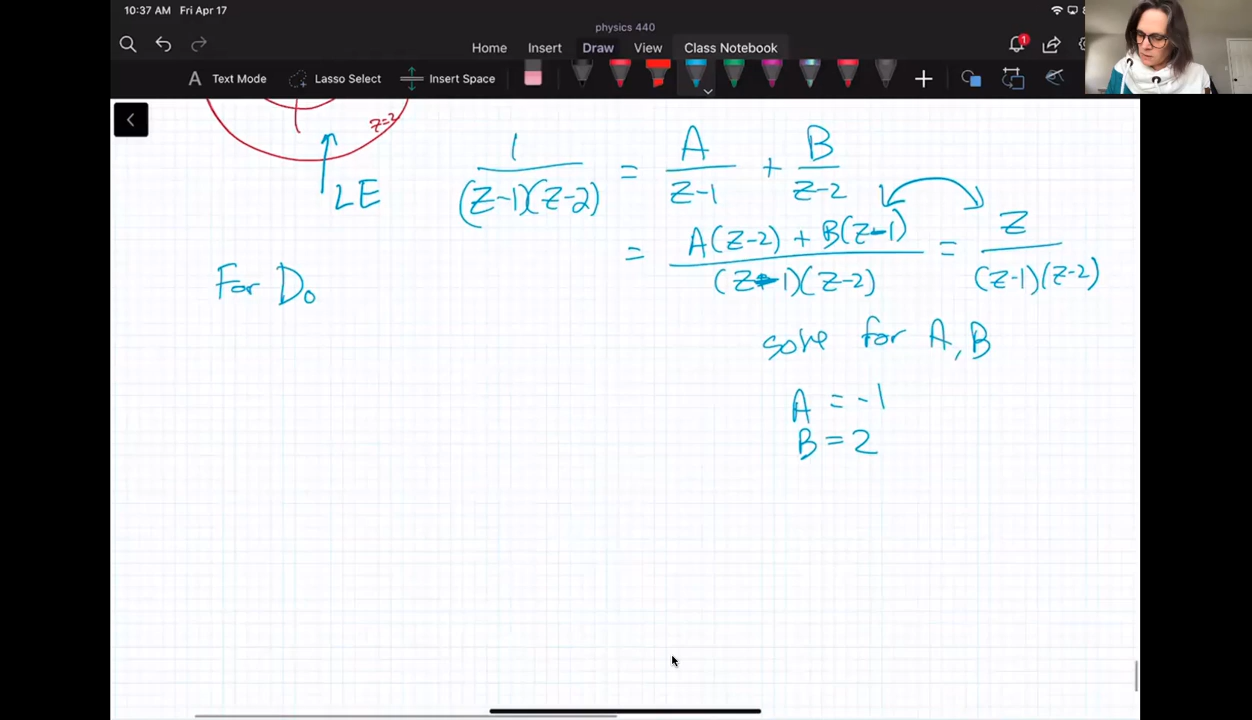 10:37 AM Fri Apr 17
physics 440
Home Insert Draw View Class Notebook
1
A Text Mode Lasso Select Insert Space
z=2
LE
1/((z-1)(z-2)) = A/(z-1) + B/(z-2)
= (A(z-2) + B(z-1))/((z-1)(z-2)) = z/((z-1)(z-2))
For D₀
solve for A, B
A = -1
B = 2